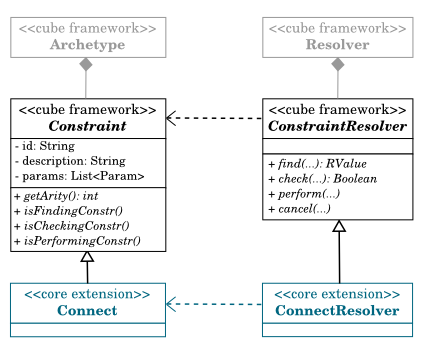 <<cube framework>>
Archetype
<<cube framework>>
Resolver
<<cube framework>>
Constraint
- id: String
- description: String
- params: List<Param>
+ getArity(): int
+ isFindingConstr()
+ isCheckingConstr()
+ isPerformingConstr()
<<cube framework>>
ConstraintResolver
+ find(...): RValue
+ check(...): Boolean
+ perform(...)
+ cancel(...)
<<core extension>>
Connect
<<core extension>>
ConnectResolver